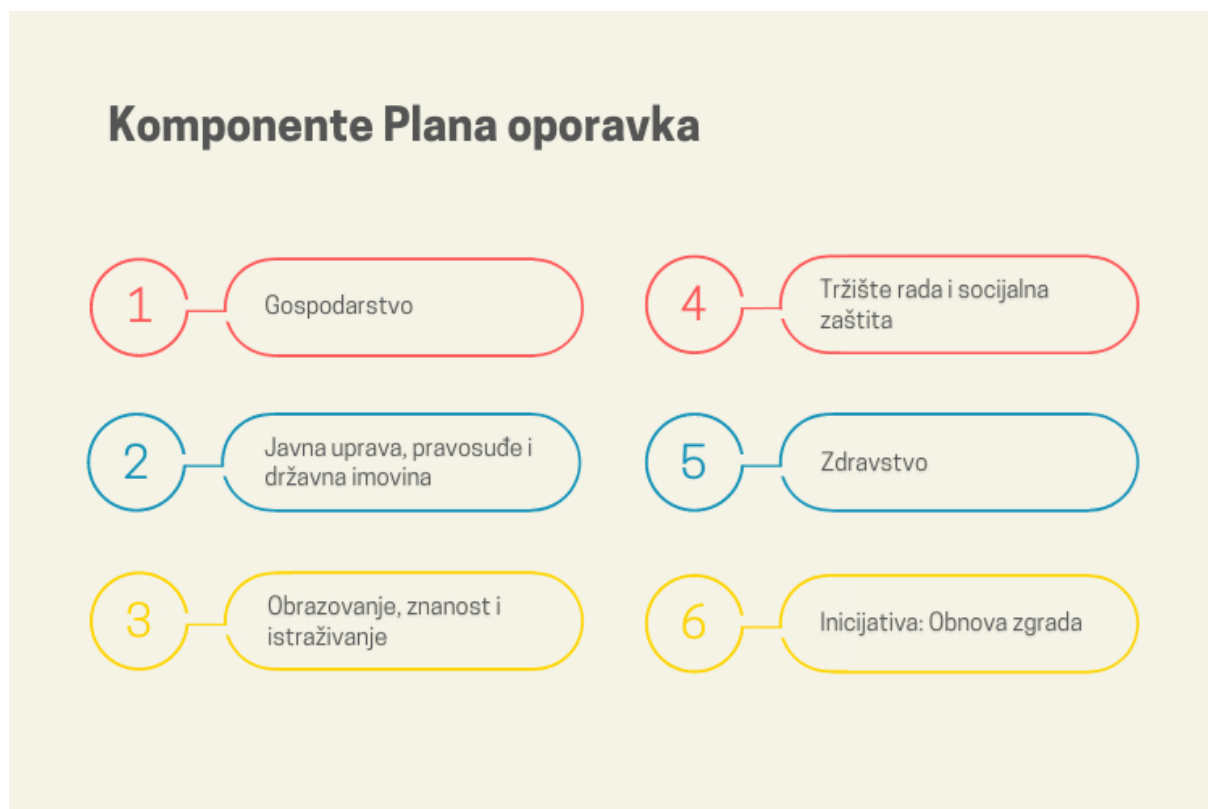 Komponente Plana oporavka
1
Gospodarstvo
2
Javna uprava, pravosuđe i
državna imovina
3
Obrazovanje, znanost i
istraživanje
4
Tržište rada i socijalna
zaštita
5
Zdravstvo
6
Inicijativa: Obnova zgrada